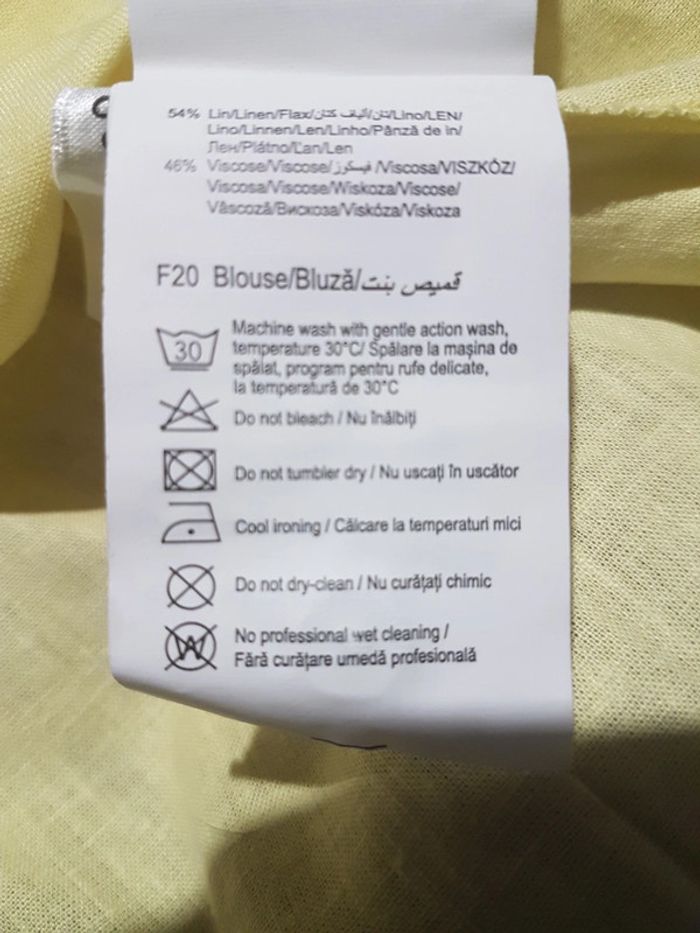 54% Lin/Linen/Flax/تان/ألياف كتان/Lino/LEN/
Lino/Linnen/Len/Linho/Pânză de in/
Лен/Plátno/Ľan/Len
46% Viscose/Viscose/فيسكوز/Viscosa/VISZKÓZ/
Viscosa/Viscose/Wiskoza/Viscose/
Vâscoză/Вискоза/Viskóza/Viskoza
F20 Blouse/Bluză/قميص بنت
30
Machine wash with gentle action wash,
temperature 30°C/ Spălare la mașina de
spălat, program pentru rufe delicate,
la temperatură de 30°C
Do not bleach / Nu înălbiți
Do not tumbler dry / Nu uscați în uscător
Cool ironing / Călcare la temperaturi mici
Do not dry-clean / Nu curățați chimic
W
No professional wet cleaning /
Fără curățare umedă profesională